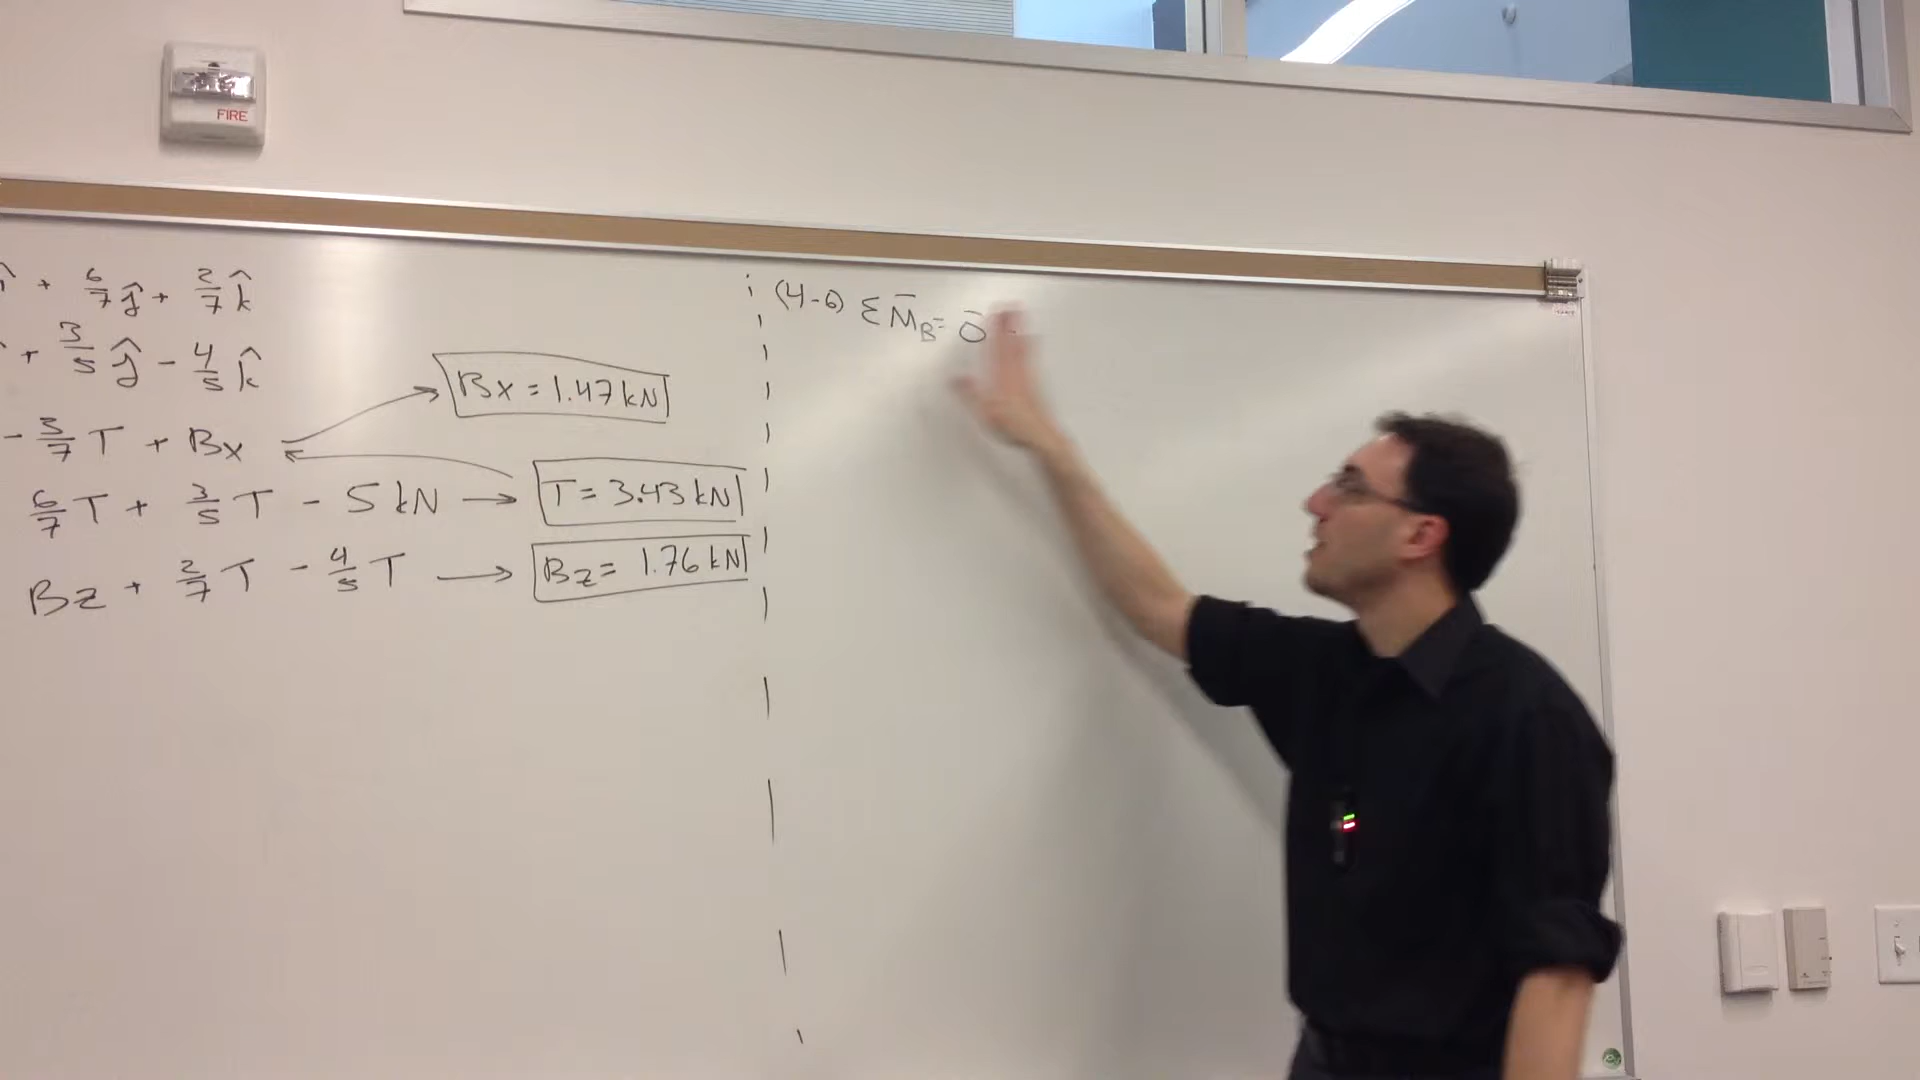 FIRE
+ 6/7 ĵ + 2/7 k̂
+ 3/5 ĵ - 4/5 k̂
- 3/7 T + Bx
Bx = 1.47 kN
6/7 T + 3/5 T - 5 kN → T = 3.43 kN
Bz + 2/7 T - 4/5 T → Bz = 1.76 kN
(4-6) Σ M̄B = 0̄